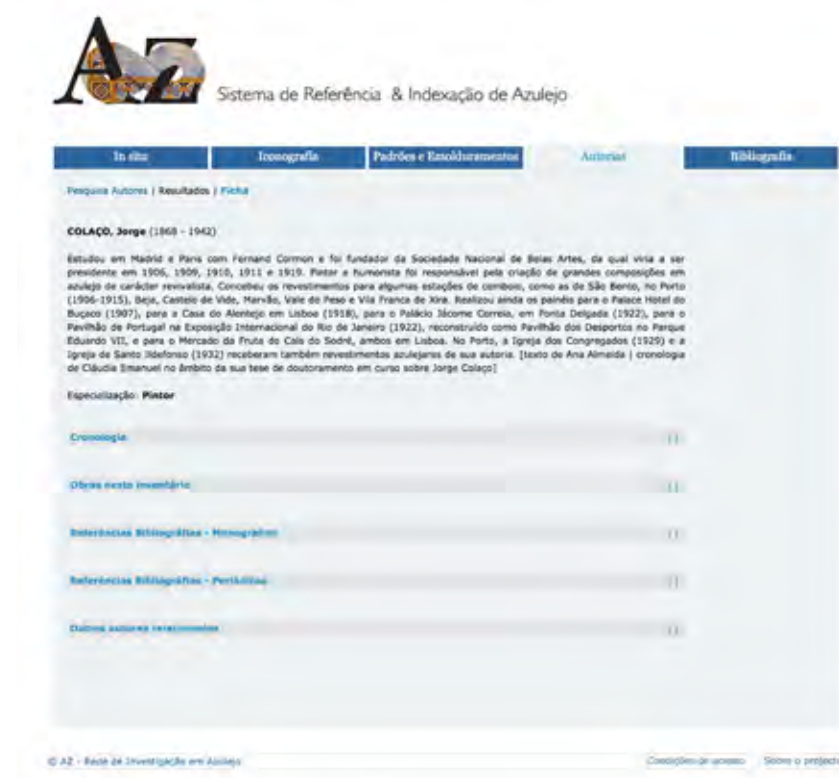 AZ
Sistema de Referência & Indexação de Azulejo
In situ
Iconografia
Padrões e Emolduramentos
Autorias
Bibliografia
Pesquisa Autores | Resultados | Ficha
COLAÇO, Jorge (1868 - 1942)
Estudou em Madrid e Paris com Fernand Cormon e foi fundador da Sociedade Nacional de Belas Artes, da qual viria a ser
presidente em 1906, 1909, 1910, 1911 e 1919. Pintor e humorista foi responsável pela criação de grandes composições em
azulejo de carácter revivalista. Concebeu os revestimentos para algumas estações de comboio, como as de São Bento, no Porto
(1906-1915), Beja, Castelo de Vide, Marvão, Vale do Peso e Vila Franca de Xira. Realizou ainda os painéis para o Palace Hotel do
Buçaco (1907), para a Casa do Alentejo em Lisboa (1918), para o Palácio Jácome Correia, em Ponta Delgada (1922), para o
Pavilhão de Portugal na Exposição Internacional do Rio de Janeiro (1922), reconstruído como Pavilhão dos Desportos no Parque
Eduardo VII, e para o Mercado da Fruta do Cais do Sodré, ambos em Lisboa. No Porto, a Igreja dos Congregados (1929) e a
Igreja de Santo Ildefonso (1932) receberam também revestimentos azulejares de sua autoria. [texto de Ana Almeida | cronologia
de Cláudia Emanuel no âmbito da sua tese de doutoramento em curso sobre Jorge Colaço]
Especialização: Pintor
Cronologia
Obras neste inventário
Referências Bibliográficas - Monografias
Referências Bibliográficas - Periódicos
Outros autores relacionados
© AZ - Rede de Investigação em Azulejo
Condições de acesso
Sobre o project